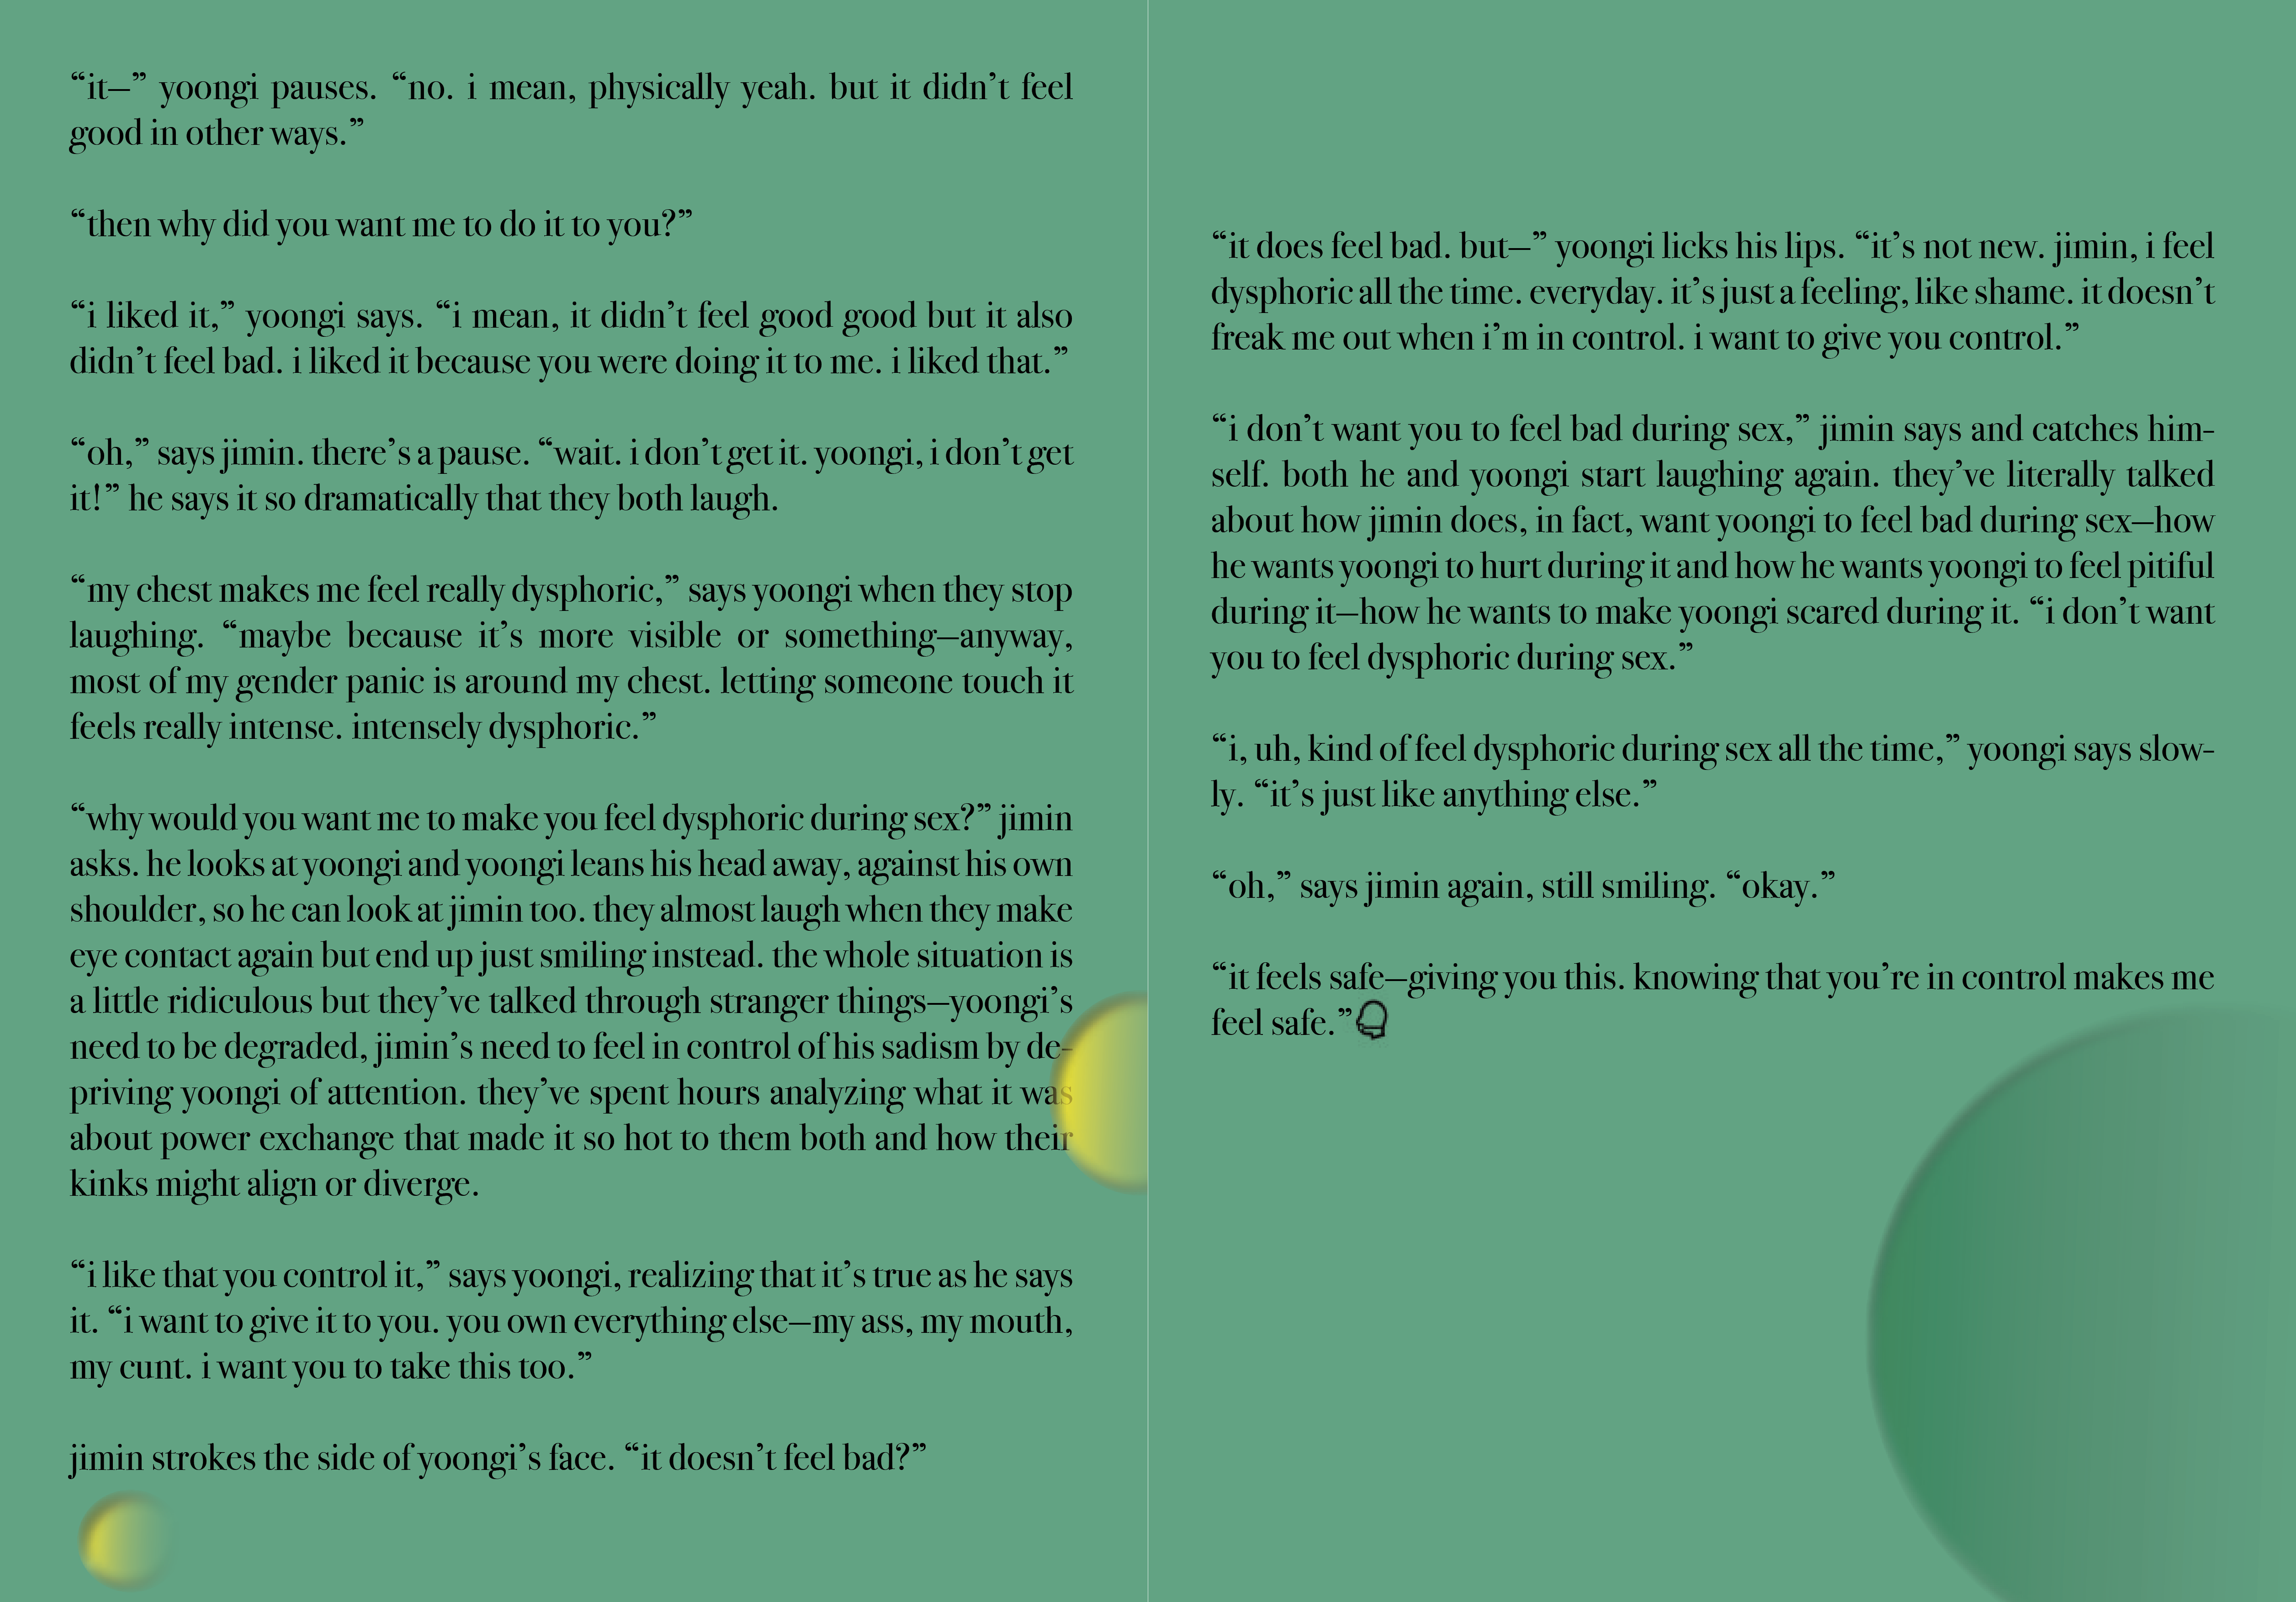 “it—” yoongi pauses. “no. i mean, physically yeah. but it didn’t feel
good in other ways.”
“then why did you want me to do it to you?”
“i liked it,” yoongi says. “i mean, it didn’t feel good good but it also
didn’t feel bad. i liked it because you were doing it to me. i liked that.”
“oh,” says jimin. there’s a pause. “wait. i don’t get it. yoongi, i don’t get
it!” he says it so dramatically that they both laugh.
“my chest makes me feel really dysphoric,” says yoongi when they stop
laughing. “maybe because it’s more visible or something—anyway,
most of my gender panic is around my chest. letting someone touch it
feels really intense. intensely dysphoric.”
“why would you want me to make you feel dysphoric during sex?” jimin
asks. he looks at yoongi and yoongi leans his head away, against his own
shoulder, so he can look at jimin too. they almost laugh when they make
eye contact again but end up just smiling instead. the whole situation is
a little ridiculous but they’ve talked through stranger things—yoongi’s
need to be degraded, jimin’s need to feel in control of his sadism by de-
priving yoongi of attention. they’ve spent hours analyzing what it was
about power exchange that made it so hot to them both and how their
kinks might align or diverge.
“i like that you control it,” says yoongi, realizing that it’s true as he says
it. “i want to give it to you. you own everything else—my ass, my mouth,
my cunt. i want you to take this too.”
jimin strokes the side of yoongi’s face. “it doesn’t feel bad?”
“it does feel bad. but—” yoongi licks his lips. “it’s not new. jimin, i feel
dysphoric all the time. everyday. it’s just a feeling, like shame. it doesn’t
freak me out when i’m in control. i want to give you control.”
“i don’t want you to feel bad during sex,” jimin says and catches him-
self. both he and yoongi start laughing again. they’ve literally talked
about how jimin does, in fact, want yoongi to feel bad during sex—how
he wants yoongi to hurt during it and how he wants yoongi to feel pitiful
during it—how he wants to make yoongi scared during it. “i don’t want
you to feel dysphoric during sex.”
“i, uh, kind of feel dysphoric during sex all the time,” yoongi says slow-
ly. “it’s just like anything else.”
“oh,” says jimin again, still smiling. “okay.”
“it feels safe—giving you this. knowing that you’re in control makes me
feel safe.”